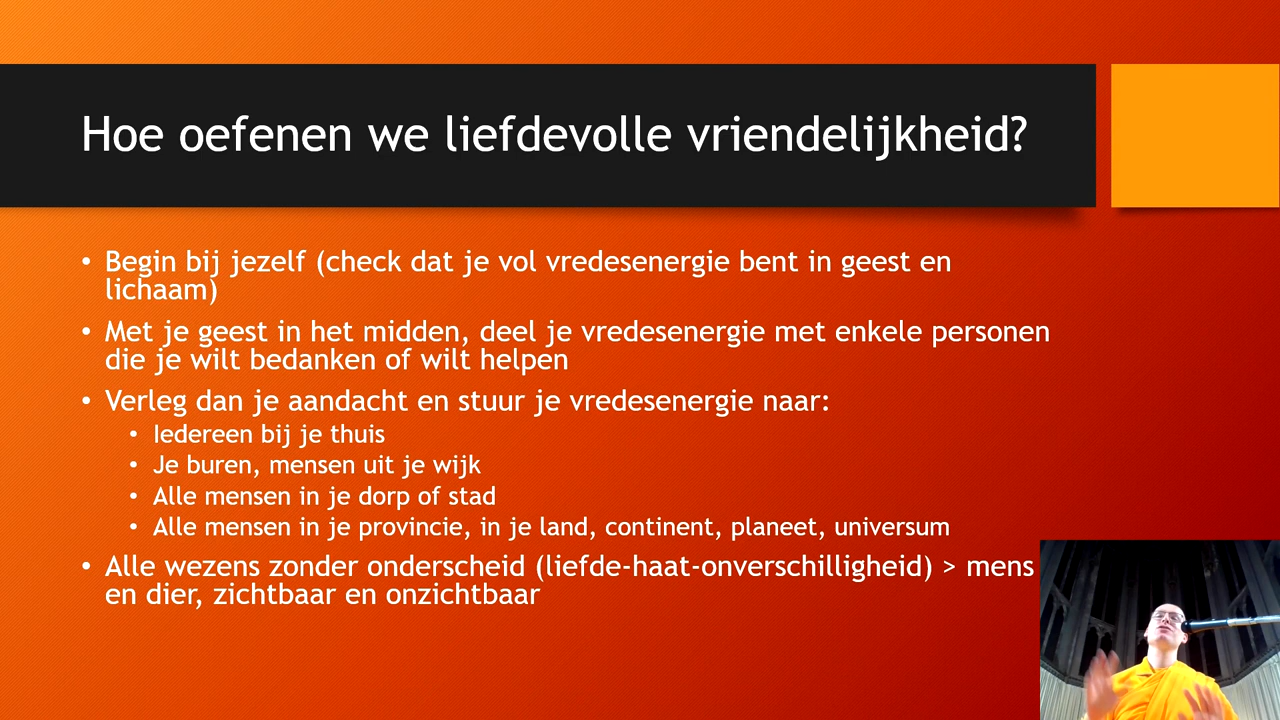 Hoe oefenen we liefdevolle vriendelijkheid?
• Begin bij jezelf (check dat je vol vredesenergie bent in geest en
lichaam)
• Met je geest in het midden, deel je vredesenergie met enkele personen
die je wilt bedanken of wilt helpen
• Verleg dan je aandacht en stuur je vredesenergie naar:
• Iedereen bij je thuis
• Je buren, mensen uit je wijk
• Alle mensen in je dorp of stad
• Alle mensen in je provincie, in je land, continent, planeet, universum
• Alle wezens zonder onderscheid (liefde-haat-onverschilligheid) > mens
en dier, zichtbaar en onzichtbaar